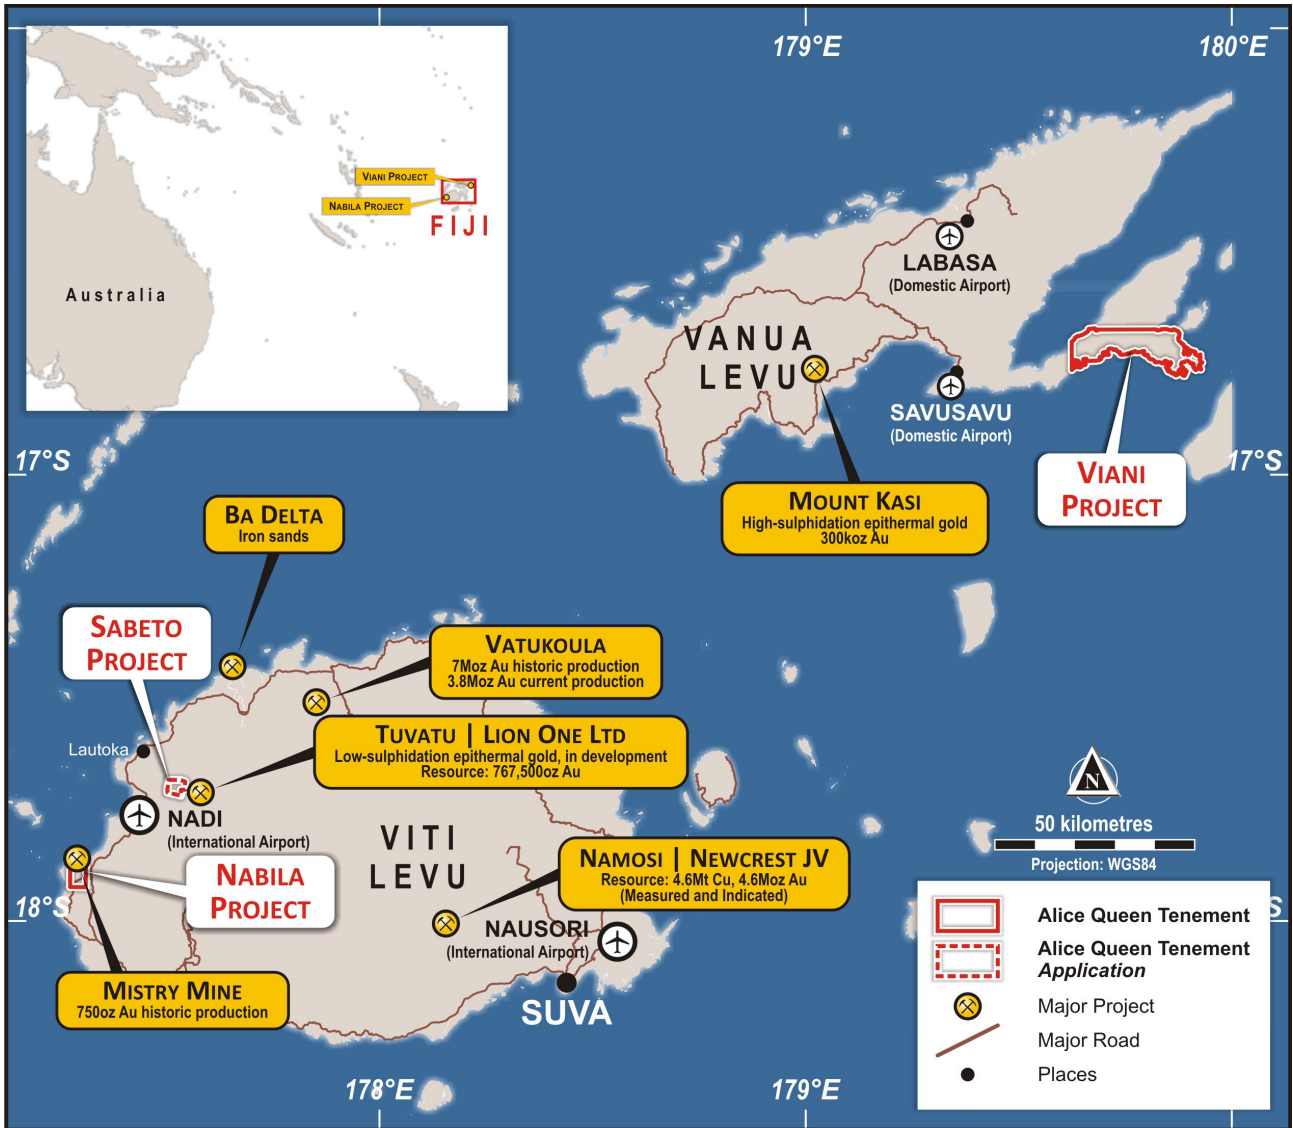 179°E
180°E
VIANI PROJECT
NABILA PROJECT
FIJI
Australia
LABASA
(Domestic Airport)
VANUA
LEVU
SAVUSAVU
(Domestic Airport)
17°S
17°S
VIANI
PROJECT
MOUNT KASI
High-sulphidation epithermal gold
300koz Au
BA DELTA
Iron sands
SABETO
PROJECT
VATUKOULA
7Moz Au historic production
3.8Moz Au current production
TUVATU | LION ONE LTD
Low-sulphidation epithermal gold, in development
Resource: 767,500oz Au
Lautoka
NADI
(International Airport)
VITI
LEVU
NABILA
PROJECT
NAMOSI | NEWCREST JV
Resource: 4.6Mt Cu, 4.6Moz Au
(Measured and Indicated)
18°S
S
NAUSORI
(International Airport)
MISTRY MINE
750oz Au historic production
SUVA
N
50 kilometres
Projection: WGS84
Alice Queen Tenement
Alice Queen Tenement
Application
Major Project
Major Road
Places
178°E
179°E